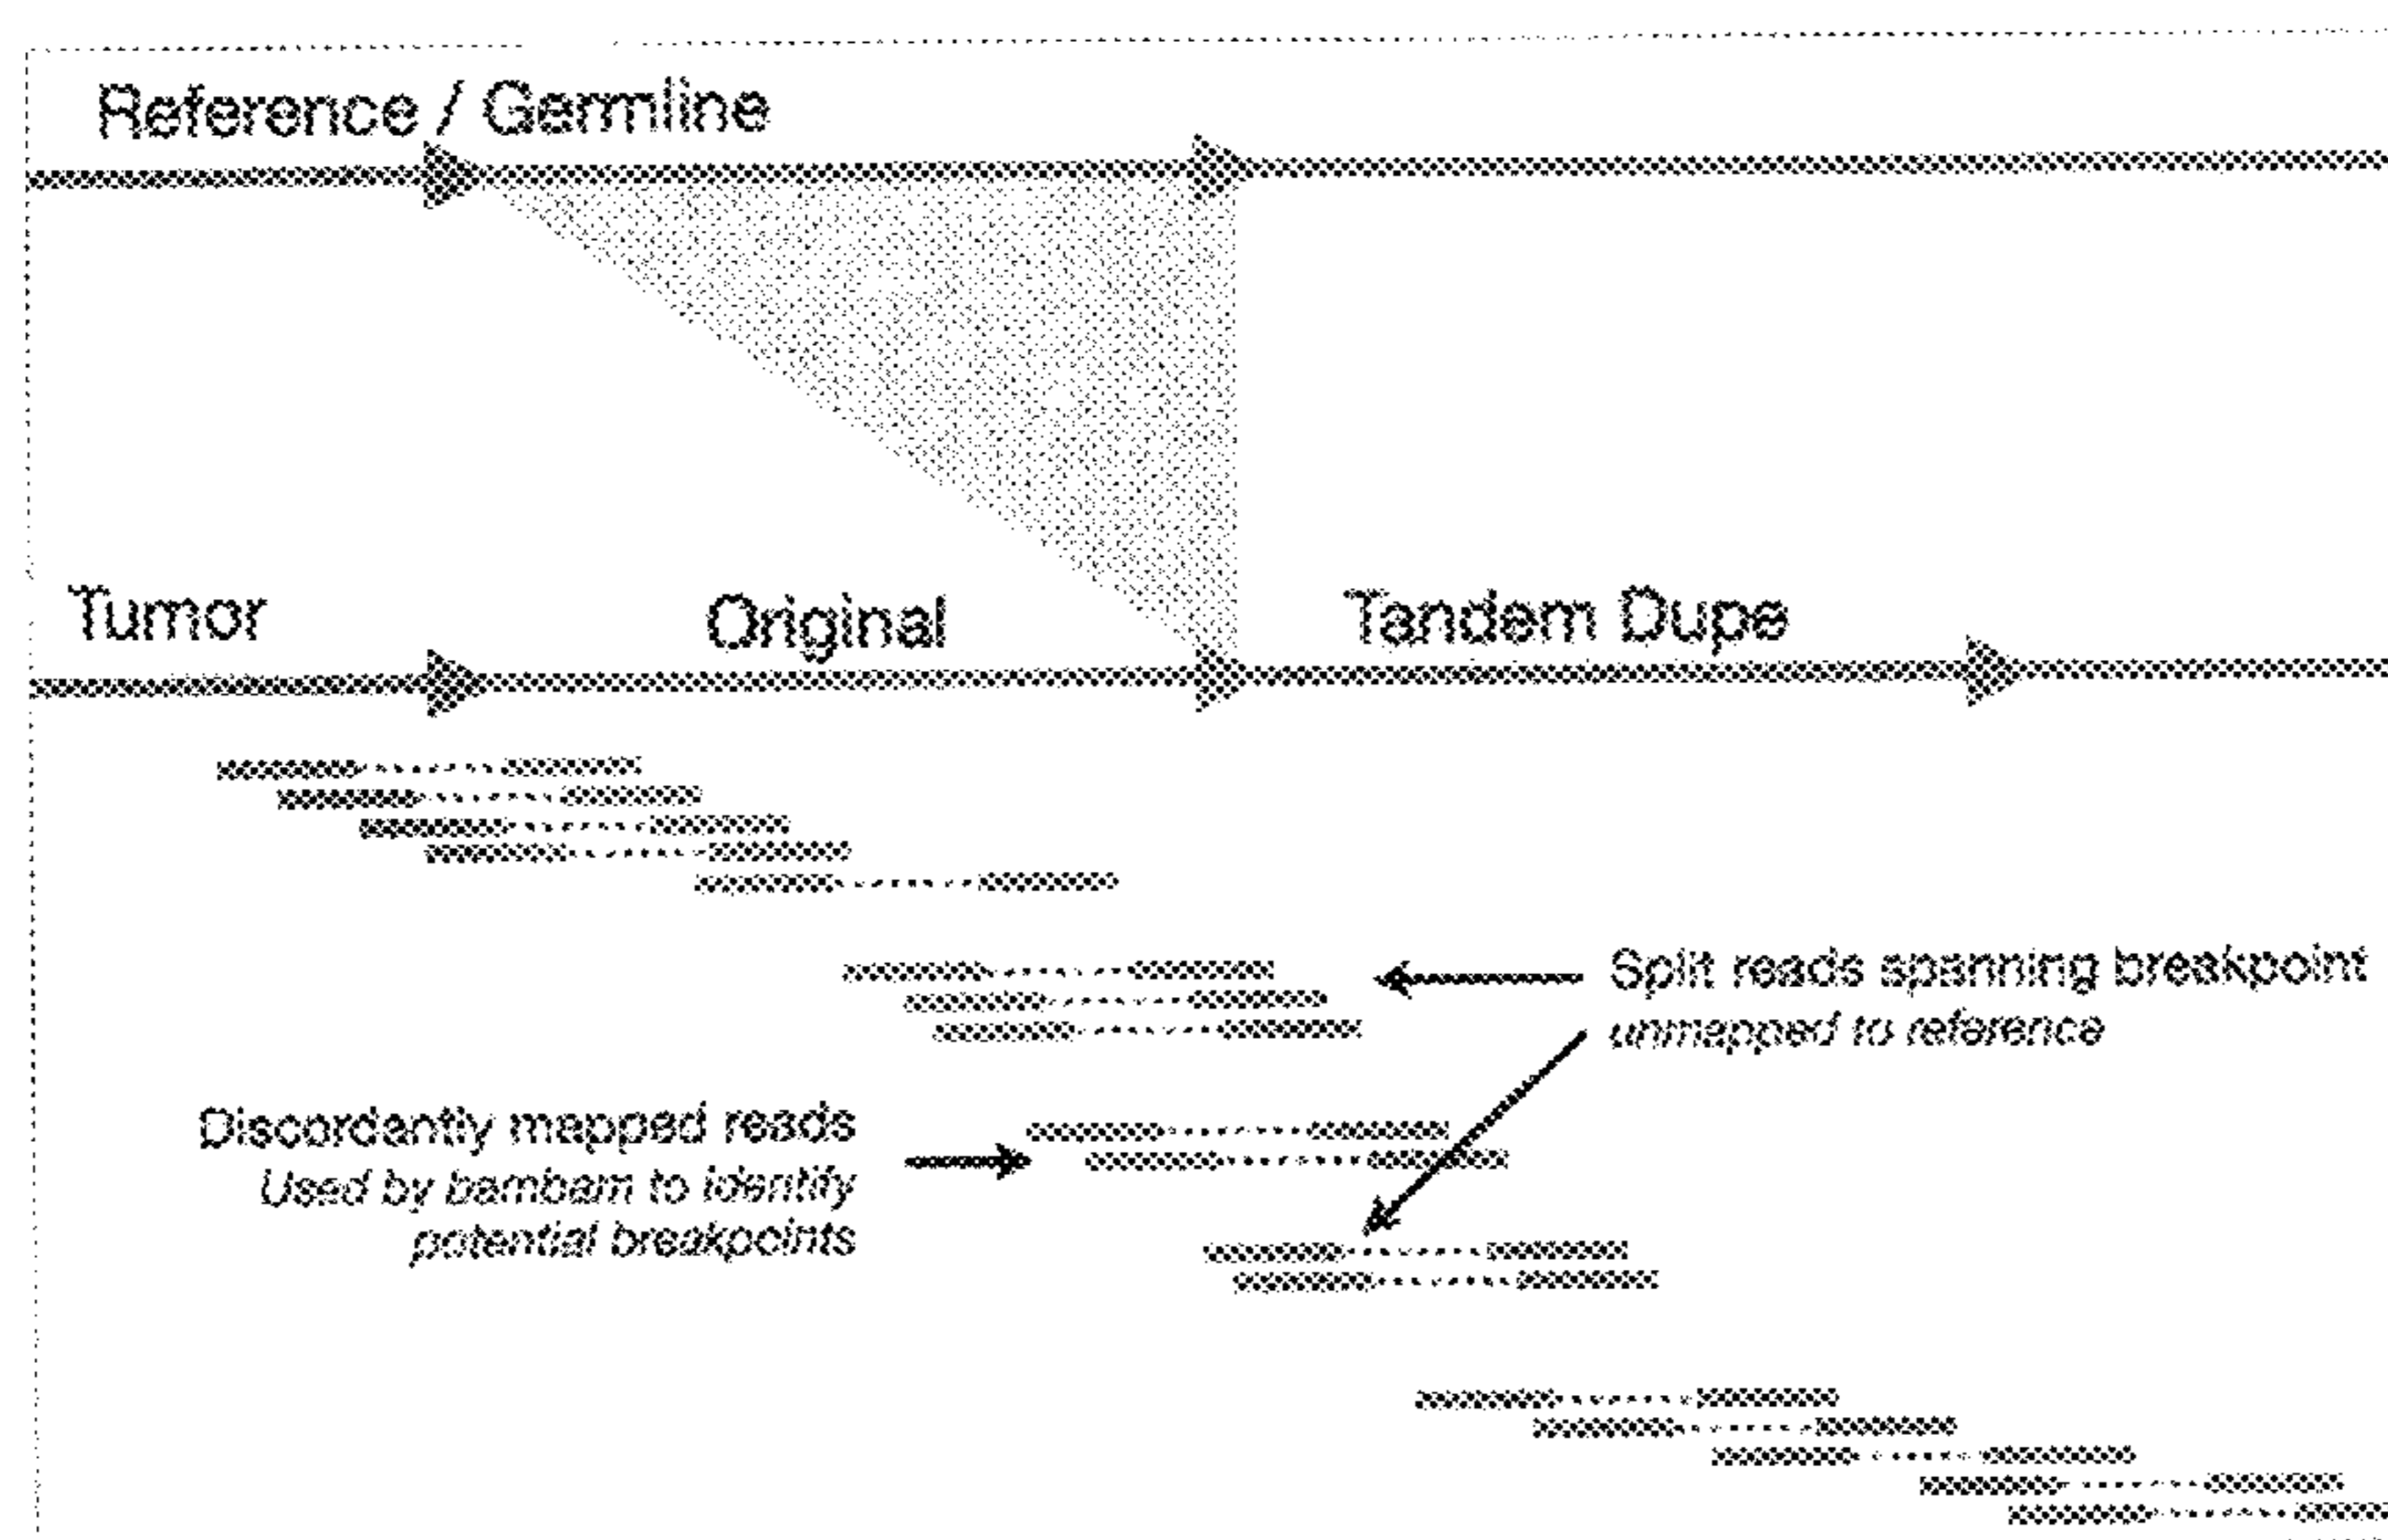 Reference / Germline
Tumor
Original
Tandem Dupe
Split reads spanning breakpoint
unmapped to reference
Discordantly mapped reads
Used by bambam to identify
potential breakpoints